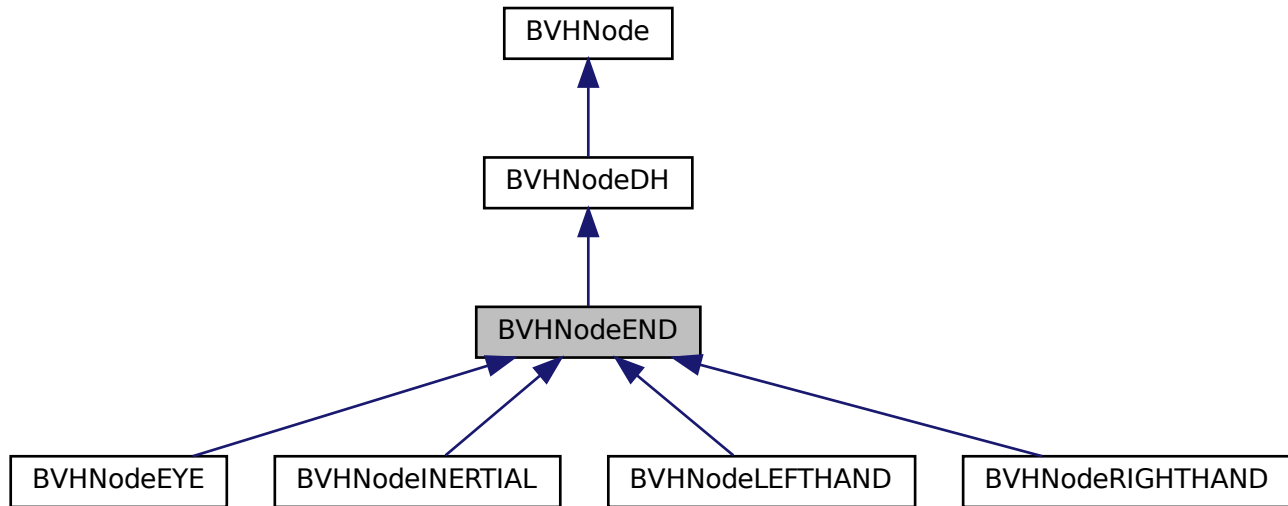 BVHNode
BVHNodeDH
BVHNodeEND
BVHNodeEYE
BVHNodeINERTIAL
BVHNodeLEFTHAND
BVHNodeRIGHTHAND